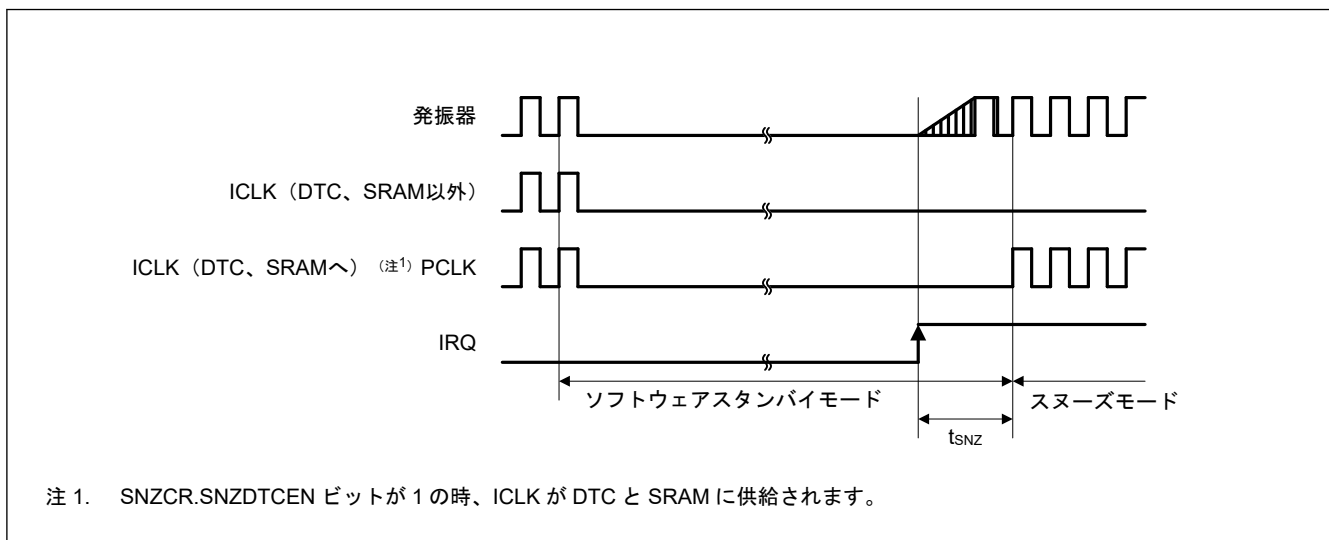 発振器
ICLK（DTC、SRAM以外）
ICLK（DTC、SRAMへ）（注1）PCLK
IRQ
ソフトウェアスタンバイモード
スヌーズモード
tSNZ
注 1. SNZCR.SNZDTCEN ビットが 1 の時、ICLK が DTC と SRAM に供給されます。